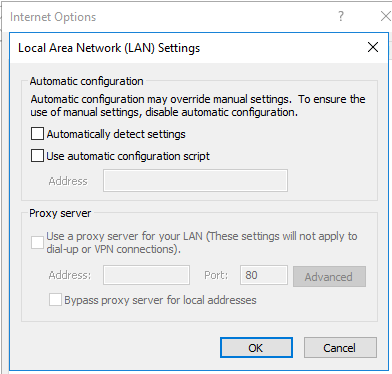 Internet Options
?
Local Area Network (LAN) Settings
Automatic configuration
Automatic configuration may override manual settings. To ensure the
use of manual settings, disable automatic configuration.
Automatically detect settings
Use automatic configuration script
Address
Proxy server
Use a proxy server for your LAN (These settings will not apply to
dial-up or VPN connections).
Address: Port: 80 Advanced
Bypass proxy server for local addresses
OK Cancel